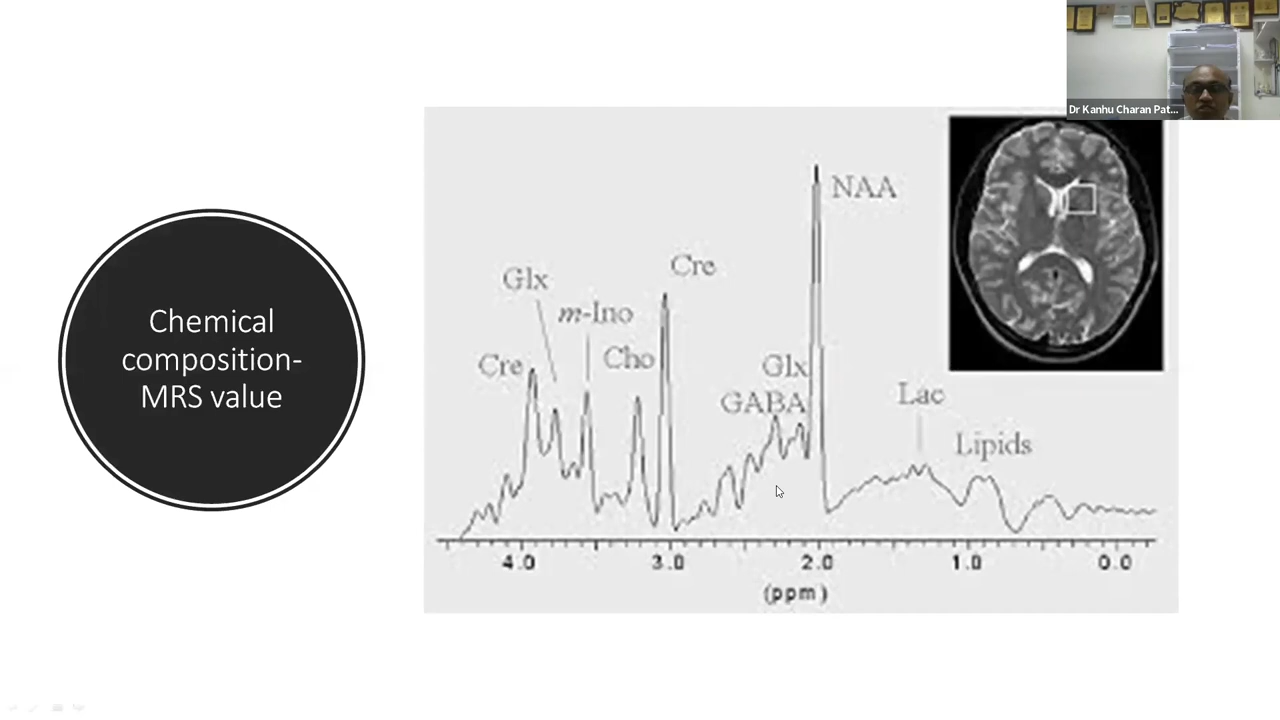 Dr Kanhu Charan Pat...
Chemical
composition-
MRS value
NAA
Cre
Glx
m-Ino
Cre
Cho
Glx
GABA
Lac
Lipids
4.0 3.0 2.0 1.0 0.0
(ppm)